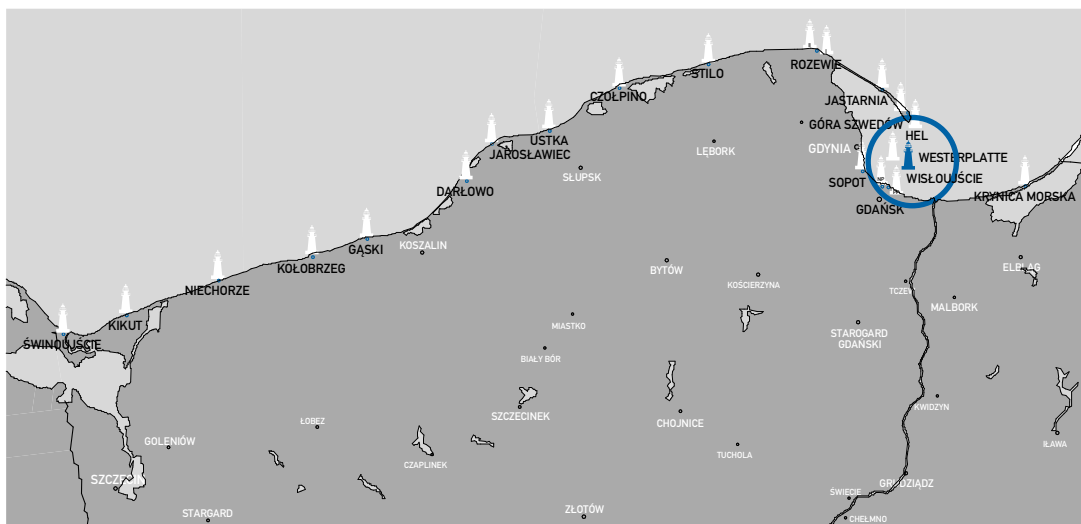 ROZEWIE
STILO
CZOŁPINO
JASTARNIA
GÓRA SZWEDÓW
HEL
USTKA
JAROSŁAWIEC
LĘBORK
GDYNIA
WESTERPLATTE
SŁUPSK
SOPOT
WISŁOUJŚCIE
DARŁOWO
KRYNICA MORSKA
GDAŃSK
KOSZALIN
GĄSKI
KOŁOBRZEG
BYTÓW
ELBLĄG
KOŚCIERZYNA
NIECHORZE
TCZEW
MALBORK
KIKUT
MIASTKO
STAROGARD
GDAŃSKI
ŚWINOUJŚCIE
BIAŁY BÓR
KWIDZYN
SZCZECINEK
CHOJNICE
ŁOBEZ
GOLENIÓW
IŁAWA
TUCHOLA
CZAPLINEK
SZCZECIN
GRUDZIĄDZ
ŚWIECIE
STARGARD
ZŁOTÓW
CHEŁMNO